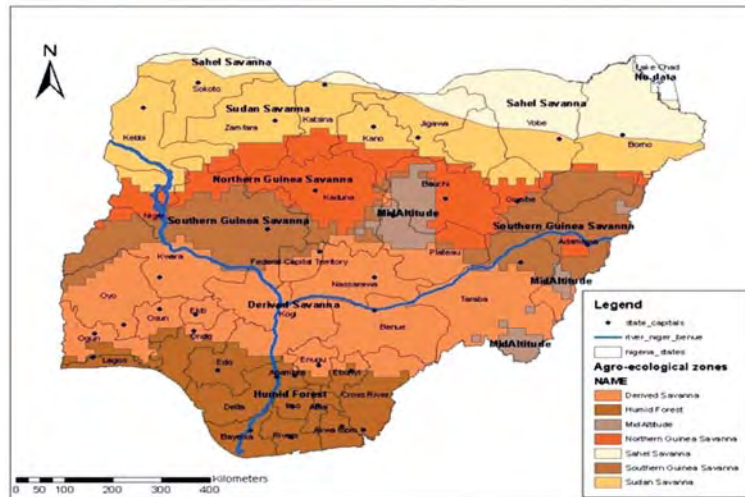 N
Lake Chad
No data
Sahel Savanna
Sokoto
Sudan Savanna
Katsina
Sahel Savanna
Zamfara
Jigawa
Kebbi
Kano
Yobe
Borno
Northern Guinea Savanna
Bauchi
Kaduna
Gombe
Niger
MidAltitude
Southern Guinea Savanna
Southern Guinea Savanna
Adamawa
Kwara
Federal Capital Territory
Plateau
MidAltitude
Nassarawa
Oyo
Derived Savanna
Taraba
Kogi
Osun
Ekiti
Benue
Ogun
Ondo
MidAltitude
Enugu
Lagos
Edo
Anambra
Ebonyi
Humid Forest
Cross River
Delta
Imo
Abia
Bayelsa
Rivers
Akwa Ibom
Kilometers
0 50 100 200 300 400
Legend
state_capitals
river_niger_benue
nigeria_states
Agro-ecological zones
NAME
Derived Savanna
Humid Forest
MidAltitude
Northern Guinea Savanna
Sahel Savanna
Southern Guinea Savanna
Sudan Savanna